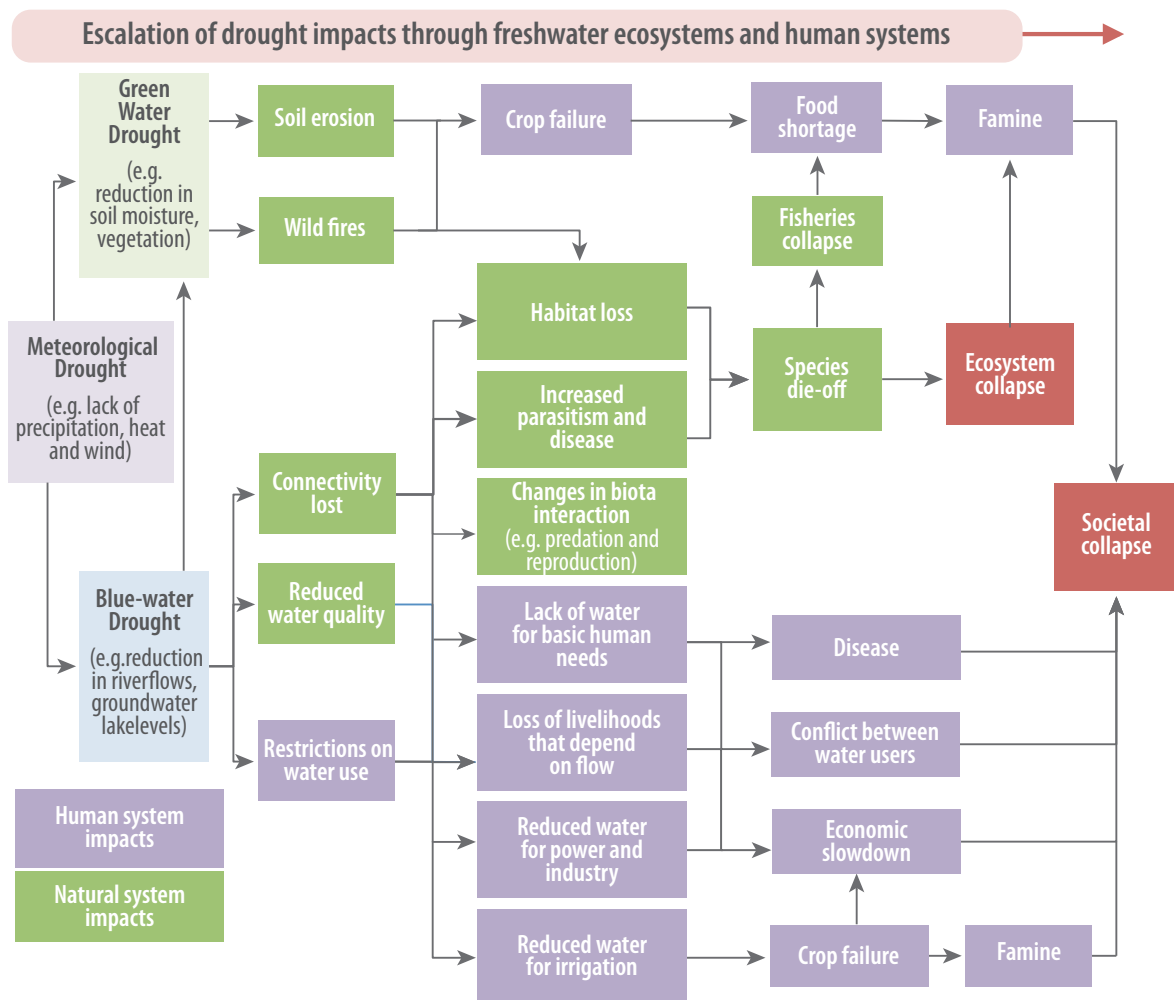 Escalation of drought impacts through freshwater ecosystems and human systems
Green
Water
Drought
(e.g.
reduction in
soil moisture,
vegetation)
Soil erosion
Crop failure
Food
shortage
Famine
Wild fires
Fisheries
collapse
Meteorological
Drought
(e.g. lack of
precipitation, heat
and wind)
Habitat loss
Species
die-off
Ecosystem
collapse
Increased
parasitism and
disease
Connectivity
lost
Changes in biota
interaction
(e.g. predation and
reproduction)
Societal
collapse
Blue-water
Drought
(e.g.reduction
in riverflows,
groundwater
lakelevels)
Reduced
water quality
Lack of water
for basic human
needs
Disease
Restrictions on
water use
Loss of livelihoods
that depend
on flow
Conflict between
water users
Human system
impacts
Reduced water
for power and
industry
Economic
slowdown
Natural system
impacts
Reduced water
for irrigation
Crop failure
Famine